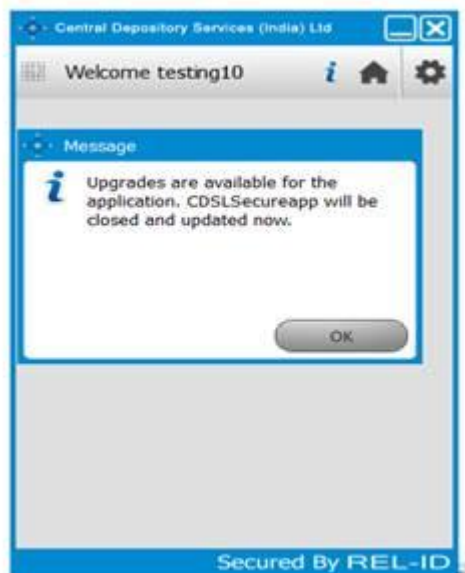 Central Depository Services (India) Ltd
Welcome testing10
Message
Upgrades are available for the
application. CDSLSecureapp will be
closed and updated now.
OK
Secured By REL-ID